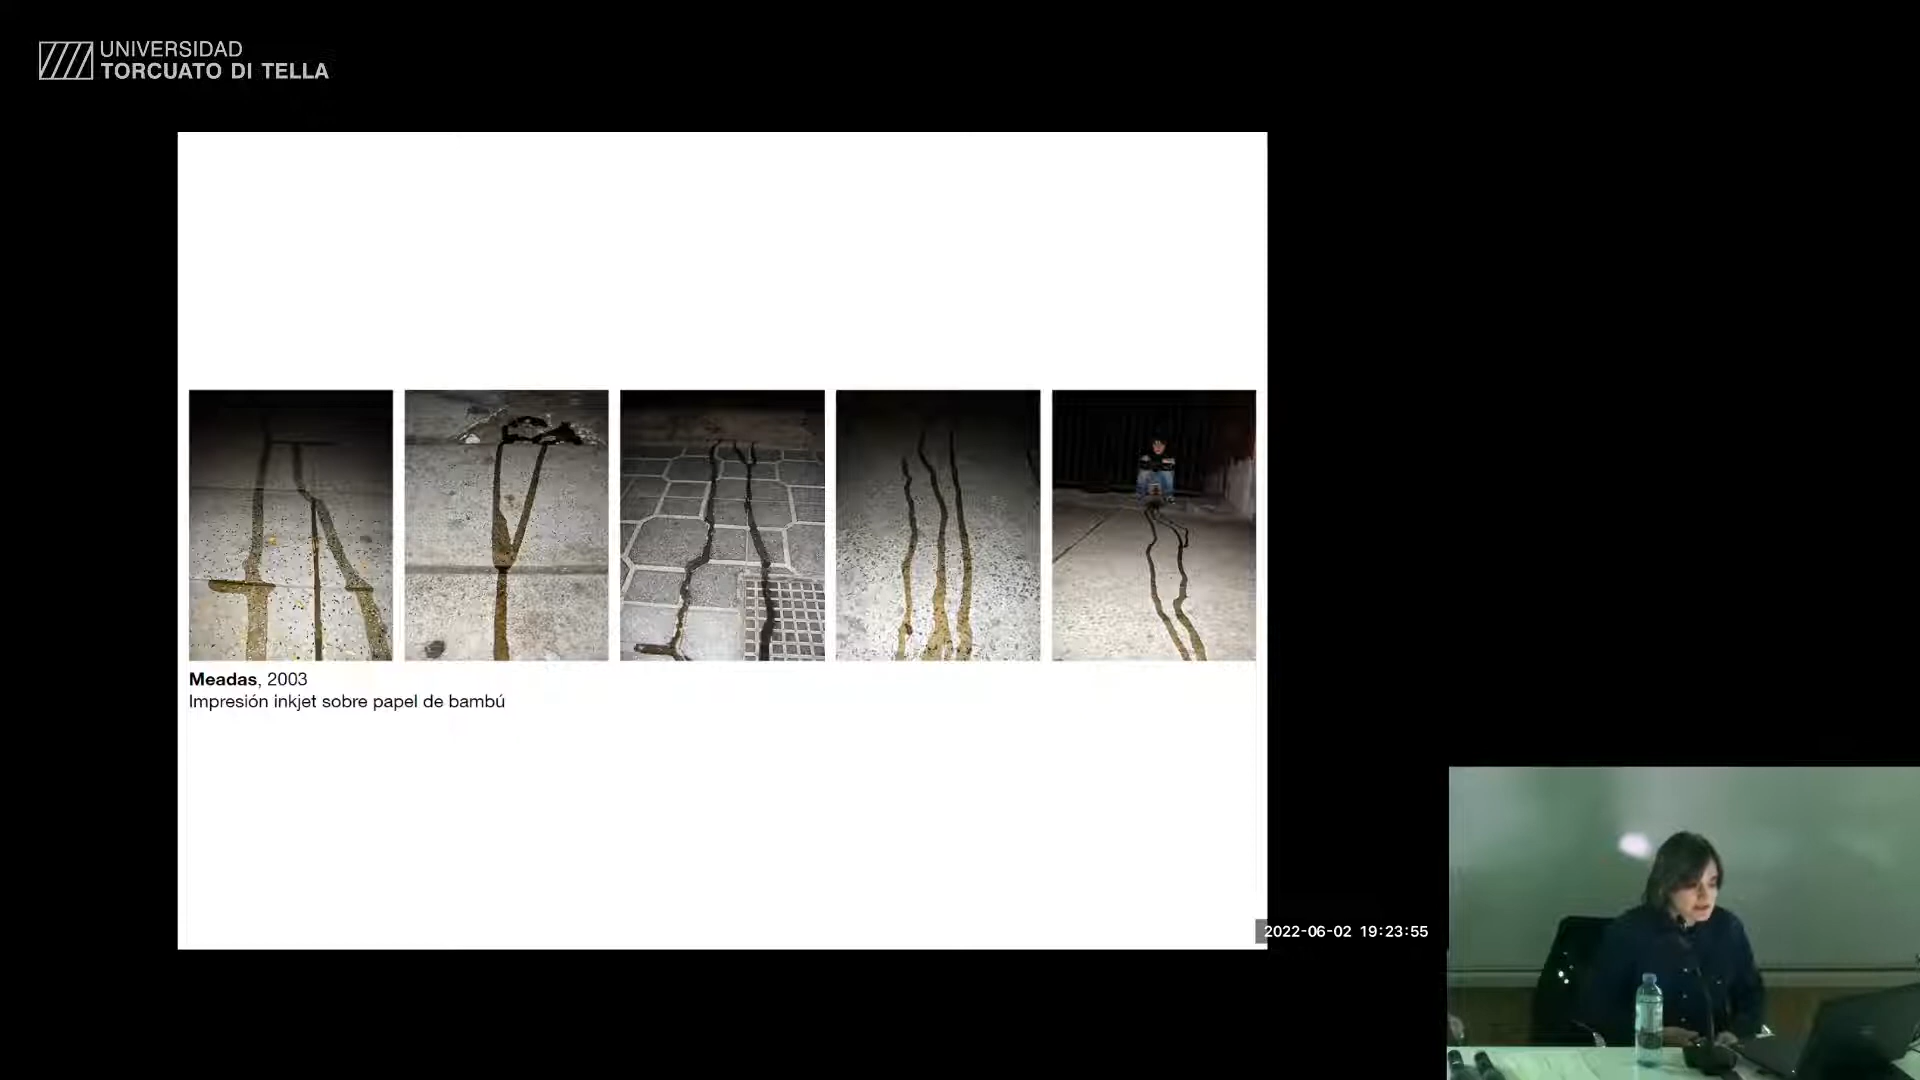 UNIVERSIDAD
TORCUATO DI TELLA
Meadas, 2003
Impresión inkjet sobre papel de bambú
2022-06-02 19:23:55